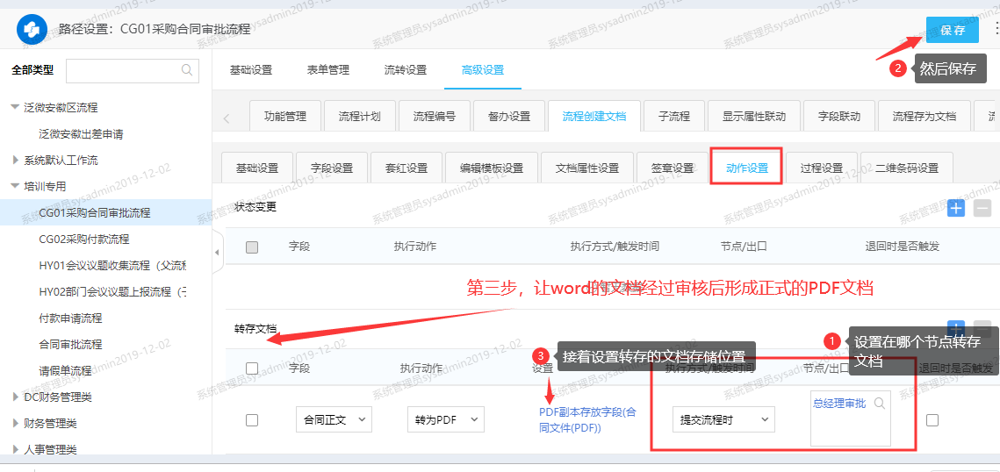 路径设置：CG01采购合同审批流程
保存
2 然后保存
全部类型
基础设置 表单管理 流转设置 高级设置
功能管理 流程计划 流程编号 督办设置 流程创建文档 子流程 显示属性联动 字段联动 流程存为文档
基础设置 字段设置 套红设置 编辑模板设置 文档属性设置 签章设置 动作设置 过程设置 二维条码设置
泛微安徽区流程
泛微安徽出差申请
系统默认工作流
培训专用
CG01采购合同审批流程
CG02采购付款流程
HY01会议议题收集流程（父流程
HY02部门会议议题上报流程（子
付款申请流程
合同审批流程
请假单流程
DC财务管理类
财务管理类
人事管理类
状态变更
字段 执行动作 执行方式/触发时间 节点/出口 退回时是否触发
第三步，让word的文档经过审核后形成正式的PDF文档
转存文档
1 设置在哪个节点转存
文档
3 接着设置转存的文档存储位置
字段 执行动作 设置 执行方式/触发时间 节点/出口 退回时是否触发
合同正文 转为PDF PDF副本存放字段(合
同文件(PDF)) 提交流程时 总经理审批
系统管理员sysadmin2019-12-02